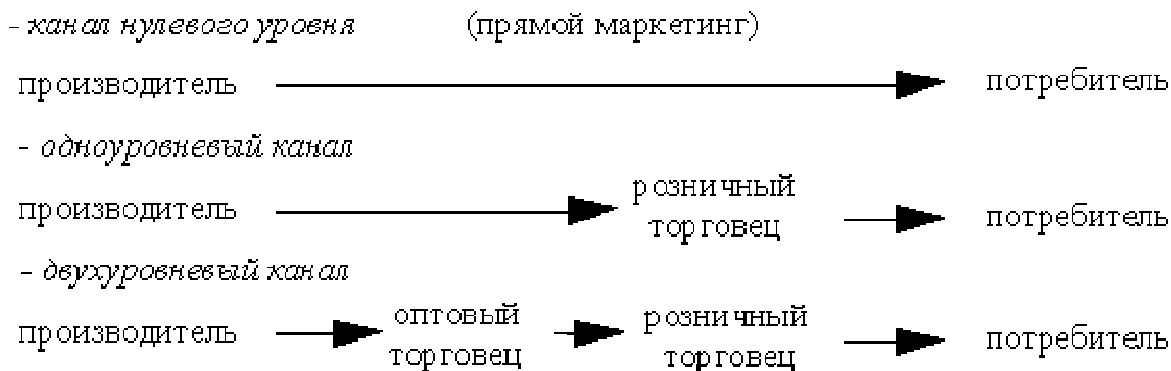 - канал нулевого уровня (прямой маркетинг)
производитель потребитель
- одноуровневый канал
производитель розничный торговец потребитель
- двухуровневый канал
производитель оптовый торговец розничный торговец потребитель